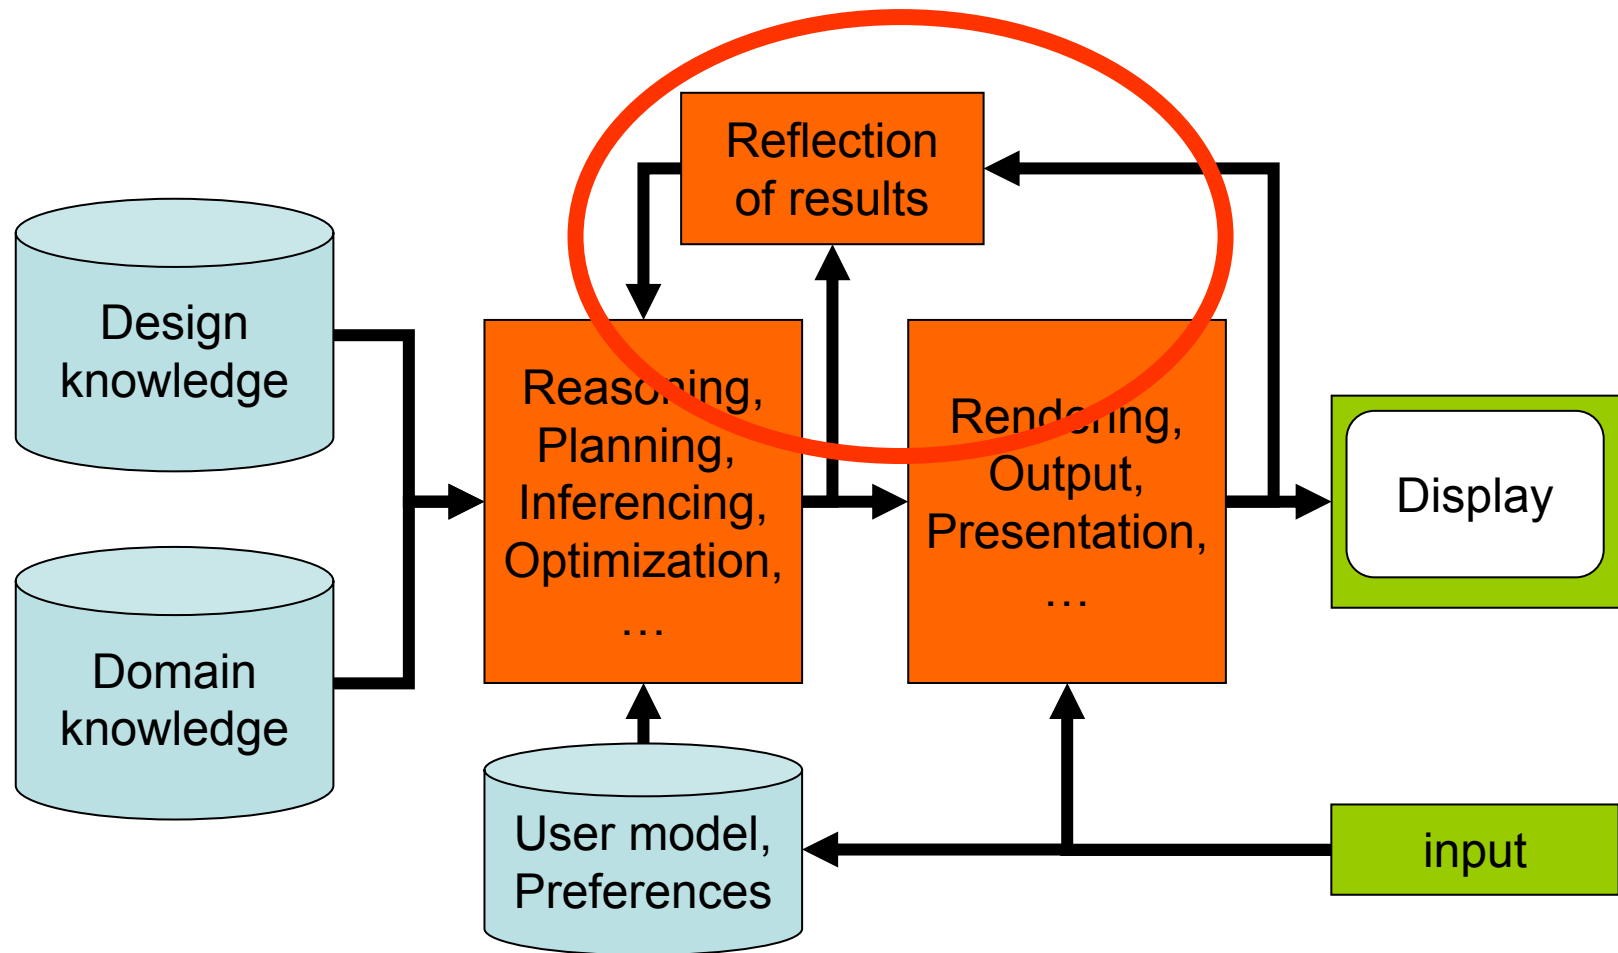 Reflection
of results
Design
knowledge
Reasoning,
Planning,
Inferencing,
Optimization,
…
Rendering,
Output,
Presentation,
…
Display
Domain
knowledge
User model,
Preferences
input